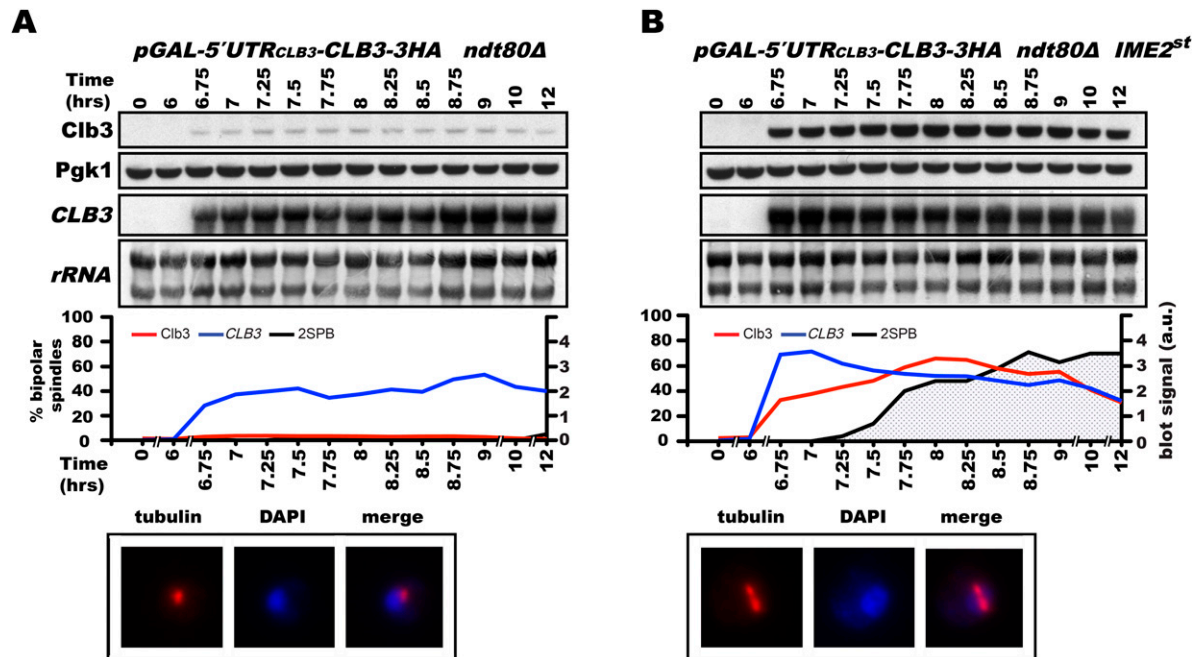 A
pGAL-5′UTRCLB3-CLB3-3HA ndt80Δ
Time (hrs) 0 6 6.75 7 7.25 7.5 7.75 8 8.25 8.5 8.75 9 10 12
Clb3
Pgk1
CLB3
rRNA
100 80 60 40 20 0
% bipolar spindles
Clb3 CLB3 2SPB
4 3 2 1 0
Time (hrs) 0 6 6.75 7 7.25 7.5 7.75 8 8.25 8.5 8.75 9 10 12
tubulin DAPI merge
B
pGAL-5′UTRCLB3-CLB3-3HA ndt80Δ IME2st
0 6 6.75 7 7.25 7.5 7.75 8 8.25 8.5 8.75 9 10 12
100 80 60 40 20 0
Clb3 CLB3 2SPB
4 3 2 1 0
blot signal (a.u.)
0 6 6.75 7 7.25 7.5 7.75 8 8.25 8.5 8.75 9 10 12
tubulin DAPI merge